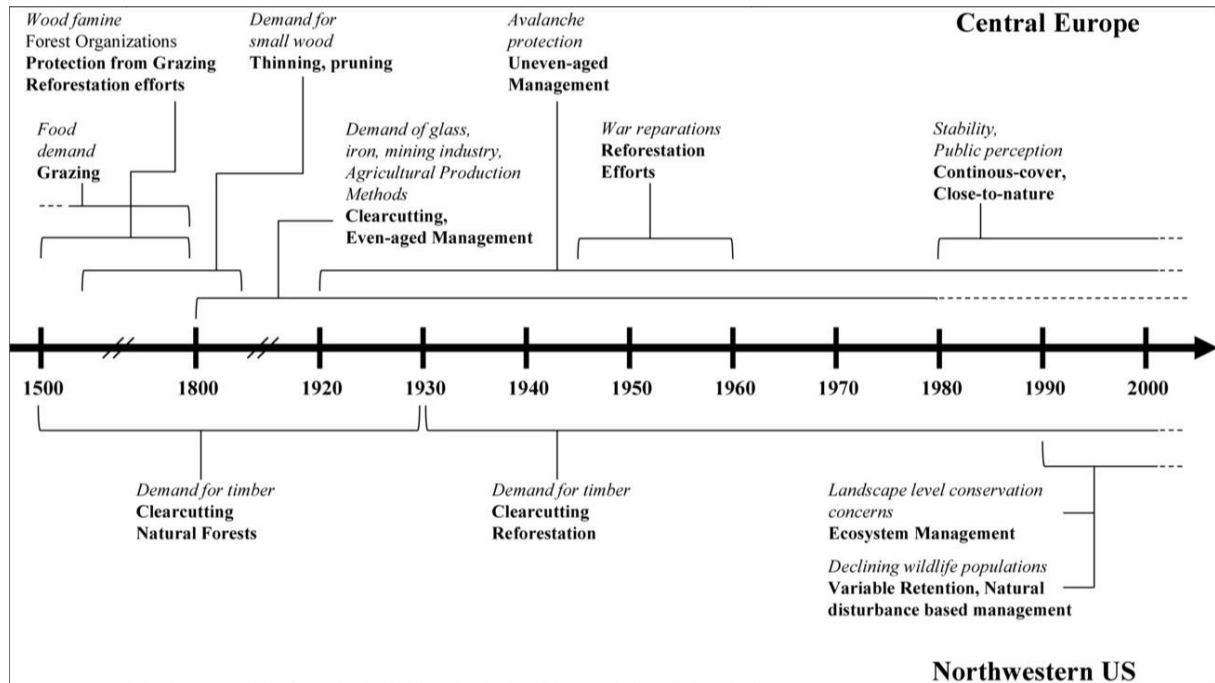 Wood famine
Forest Organizations
Protection from Grazing
Reforestation efforts
Demand for
small wood
Thinning, pruning
Avalanche
protection
Uneven-aged
Management
Central Europe
Food
demand
Grazing
Demand of glass,
iron, mining industry,
Agricultural Production
Methods
Clearcutting,
Even-aged Management
War reparations
Reforestation
Efforts
Stability,
Public perception
Continous-cover,
Close-to-nature
1500 1800 1920 1930 1940 1950 1960 1970 1980 1990 2000
Demand for timber
Clearcutting
Natural Forests
Demand for timber
Clearcutting
Reforestation
Landscape level conservation
concerns
Ecosystem Management
Declining wildlife populations
Variable Retention, Natural
disturbance based management
Northwestern US